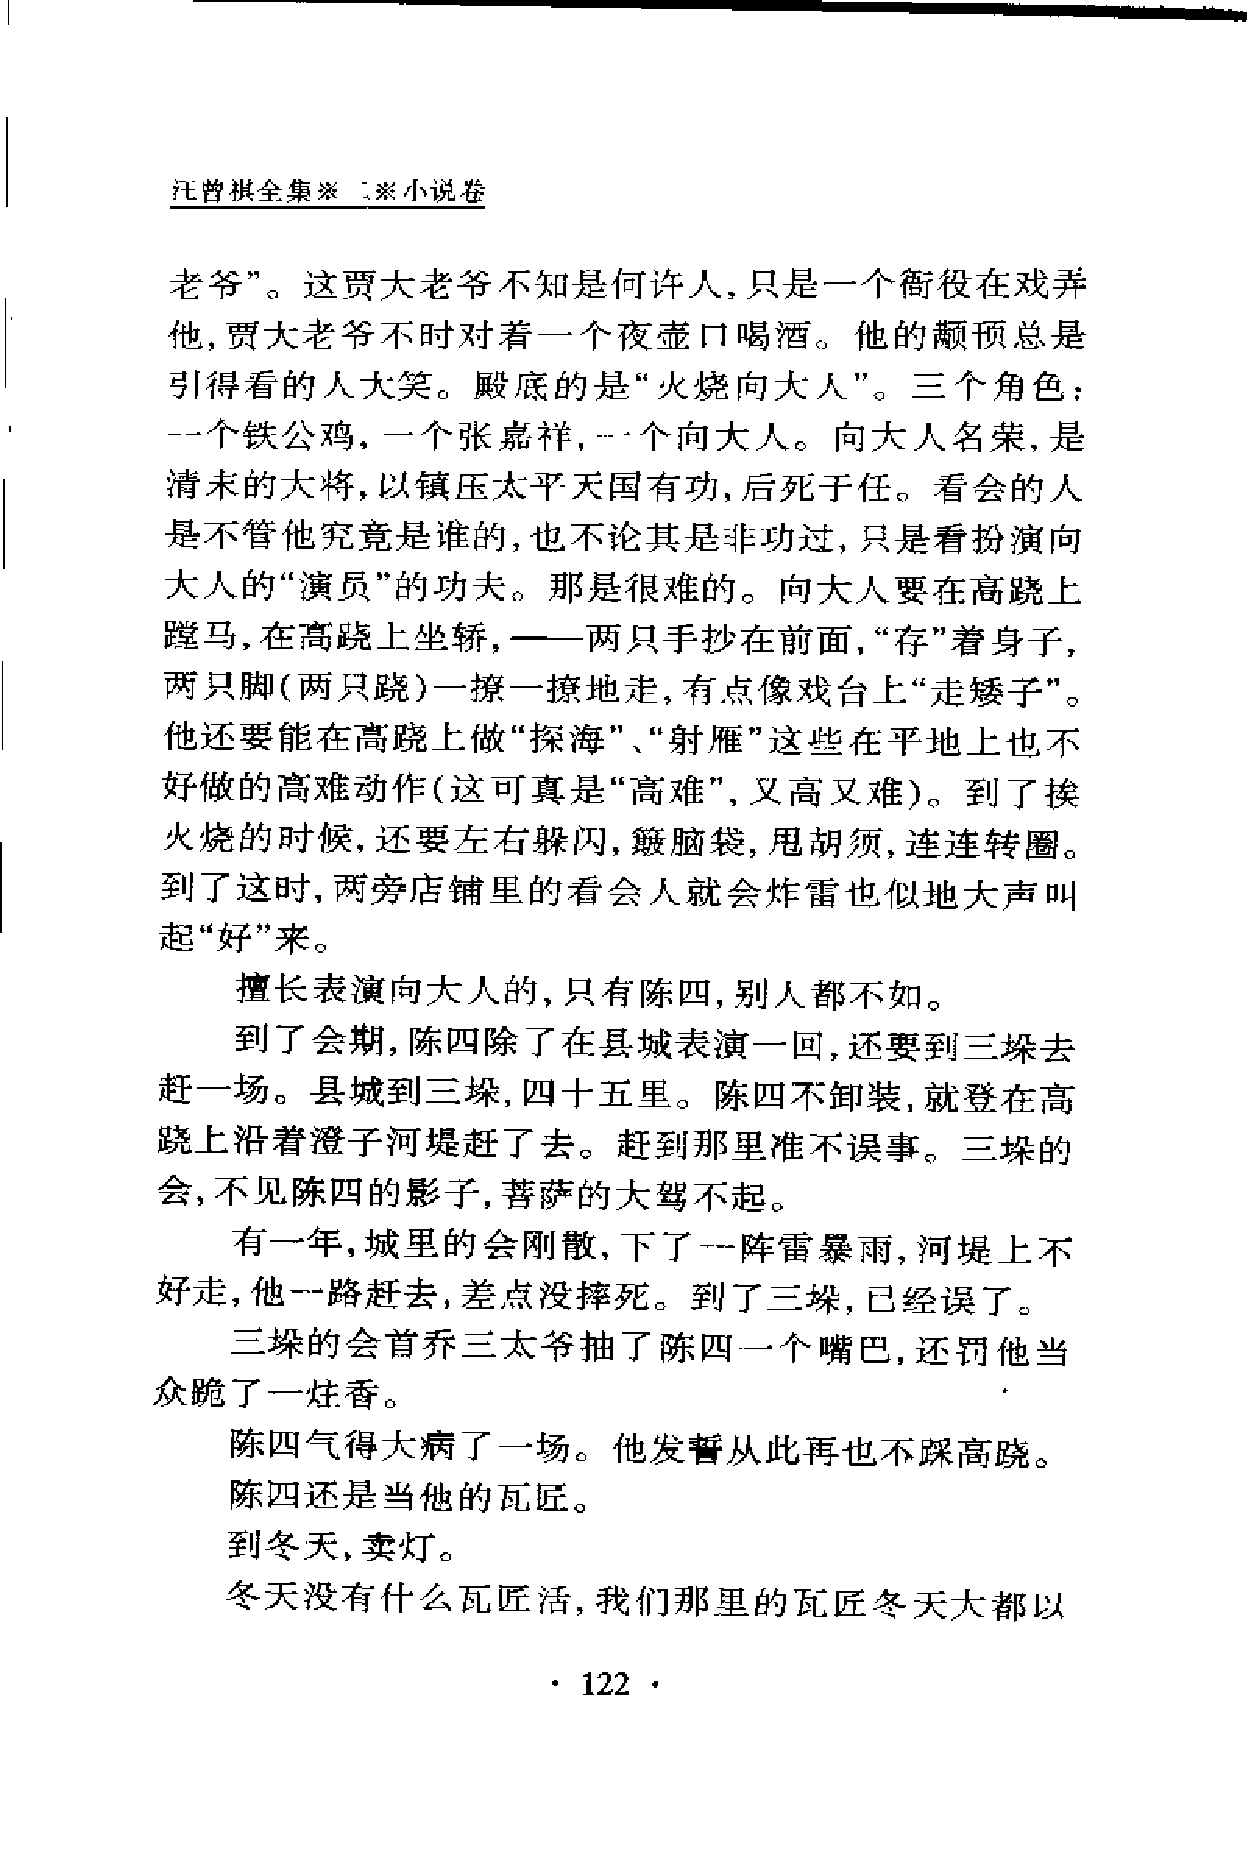 汪曾祺全集※二※小说卷
老爷”。这贾大老爷不知是何许人,只是一个衙役在戏弄
他,贾大老爷不时对着一个夜壶口喝酒。他的颟顸总是
引得看的人大笑。殿底的是“火烧向大人”。三个角色:
一个铁公鸡,一个张嘉祥,一个向大人。向大人名荣,是
清末的大将,以镇压太平天国有功,后死于任。看会的人
是不管他究竟是谁的,也不论其是非功过,只是看扮演向
大人的“演员”的功夫。那是很难的。向大人要在高跷上
蹚马,在高跷上坐轿,——两只手抄在前面,“存”着身子,
两只脚(两只跷)一撩一撩地走,有点像戏台上“走矮子”。
他还要能在高跷上做“探海”、“射雁”这些在平地上也不
好做的高难动作(这可真是“高难”,又高又难)。到了挨
火烧的时候,还要左右躲闪,簸脑袋,甩胡须,连连转圈。
到了这时,两旁店铺里的看会人就会炸雷也似地大声叫
起“好”来。
擅长表演向大人的,只有陈四,别人都不如。
到了会期,陈四除了在县城表演一回,还要到三垛去
赶一场。县城到三垛,四十五里。陈四不卸装,就登在高
跷上沿着澄子河堤赶了去。赶到那里准不误事。三垛的
会,不见陈四的影子,菩萨的大驾不起。
有一年,城里的会刚散,下了一阵雷暴雨,河堤上不
好走,他一路赶去,差点没摔死。到了三垛,已经误了。
三垛的会首乔三太爷抽了陈四一个嘴巴,还罚他当
众跪了一炷香。
陈四气得大病了一场。他发誓从此再也不踩高跷。
陈四还是当他的瓦匠。
到冬天,卖灯。
冬天没有什么瓦匠活,我们那里的瓦匠冬天大都以
· 122 ·